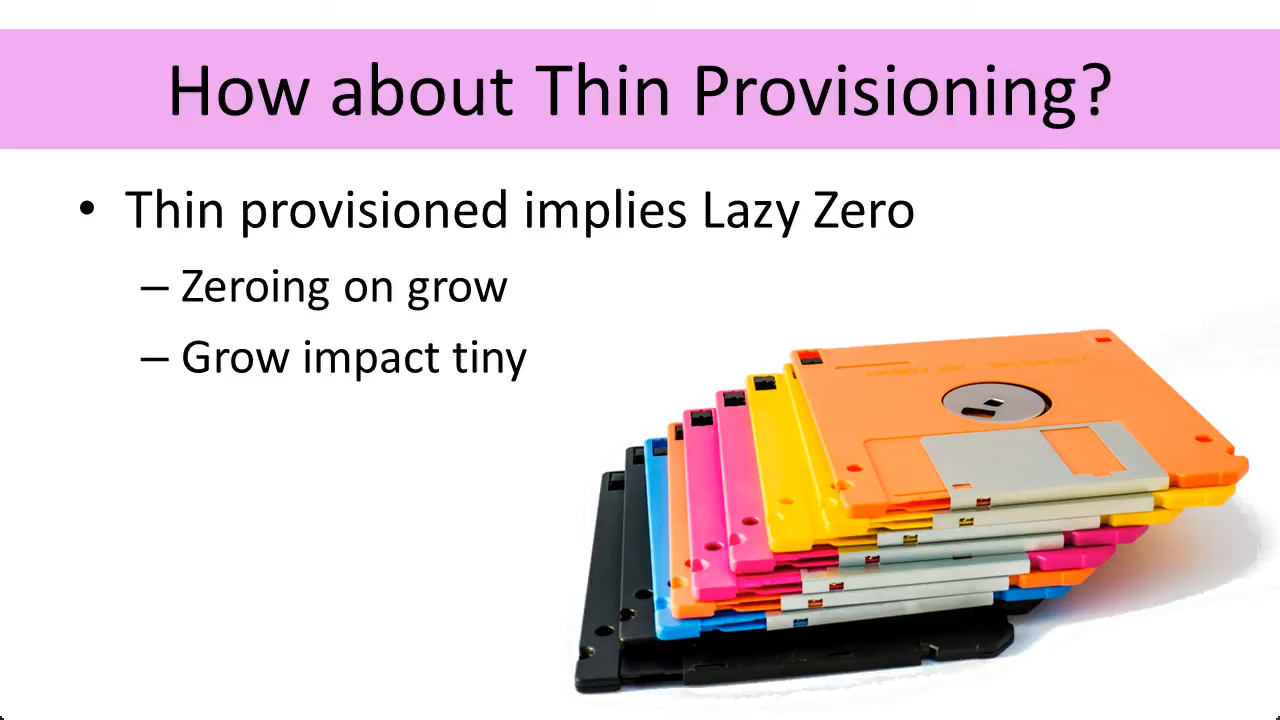 How about Thin Provisioning?
• Thin provisioned implies Lazy Zero
– Zeroing on grow
– Grow impact tiny